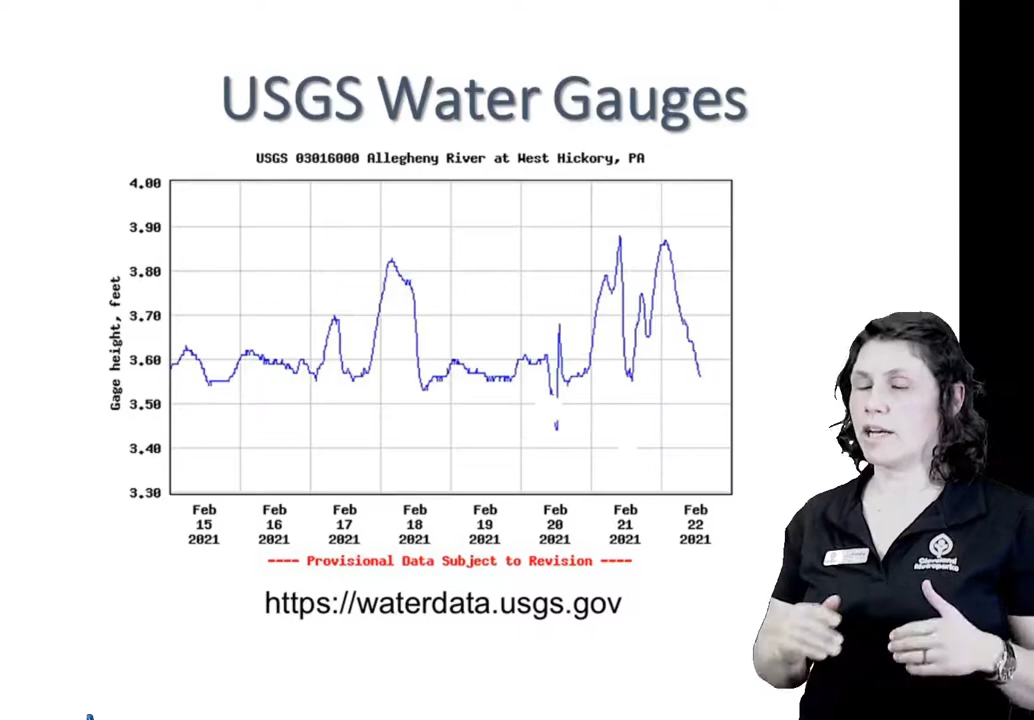 USGS Water Gauges
USGS 03016000 Allegheny River at West Hickory, PA
4.00
3.90
3.80
3.70
3.60
3.50
3.40
3.30
Gage height, feet
Feb Feb Feb Feb Feb Feb Feb Feb
15 16 17 18 19 20 21 22
2021 2021 2021 2021 2021 2021 2021 2021
---- Provisional Data Subject to Revision ----
https://waterdata.usgs.gov
Cleveland
Metroparks